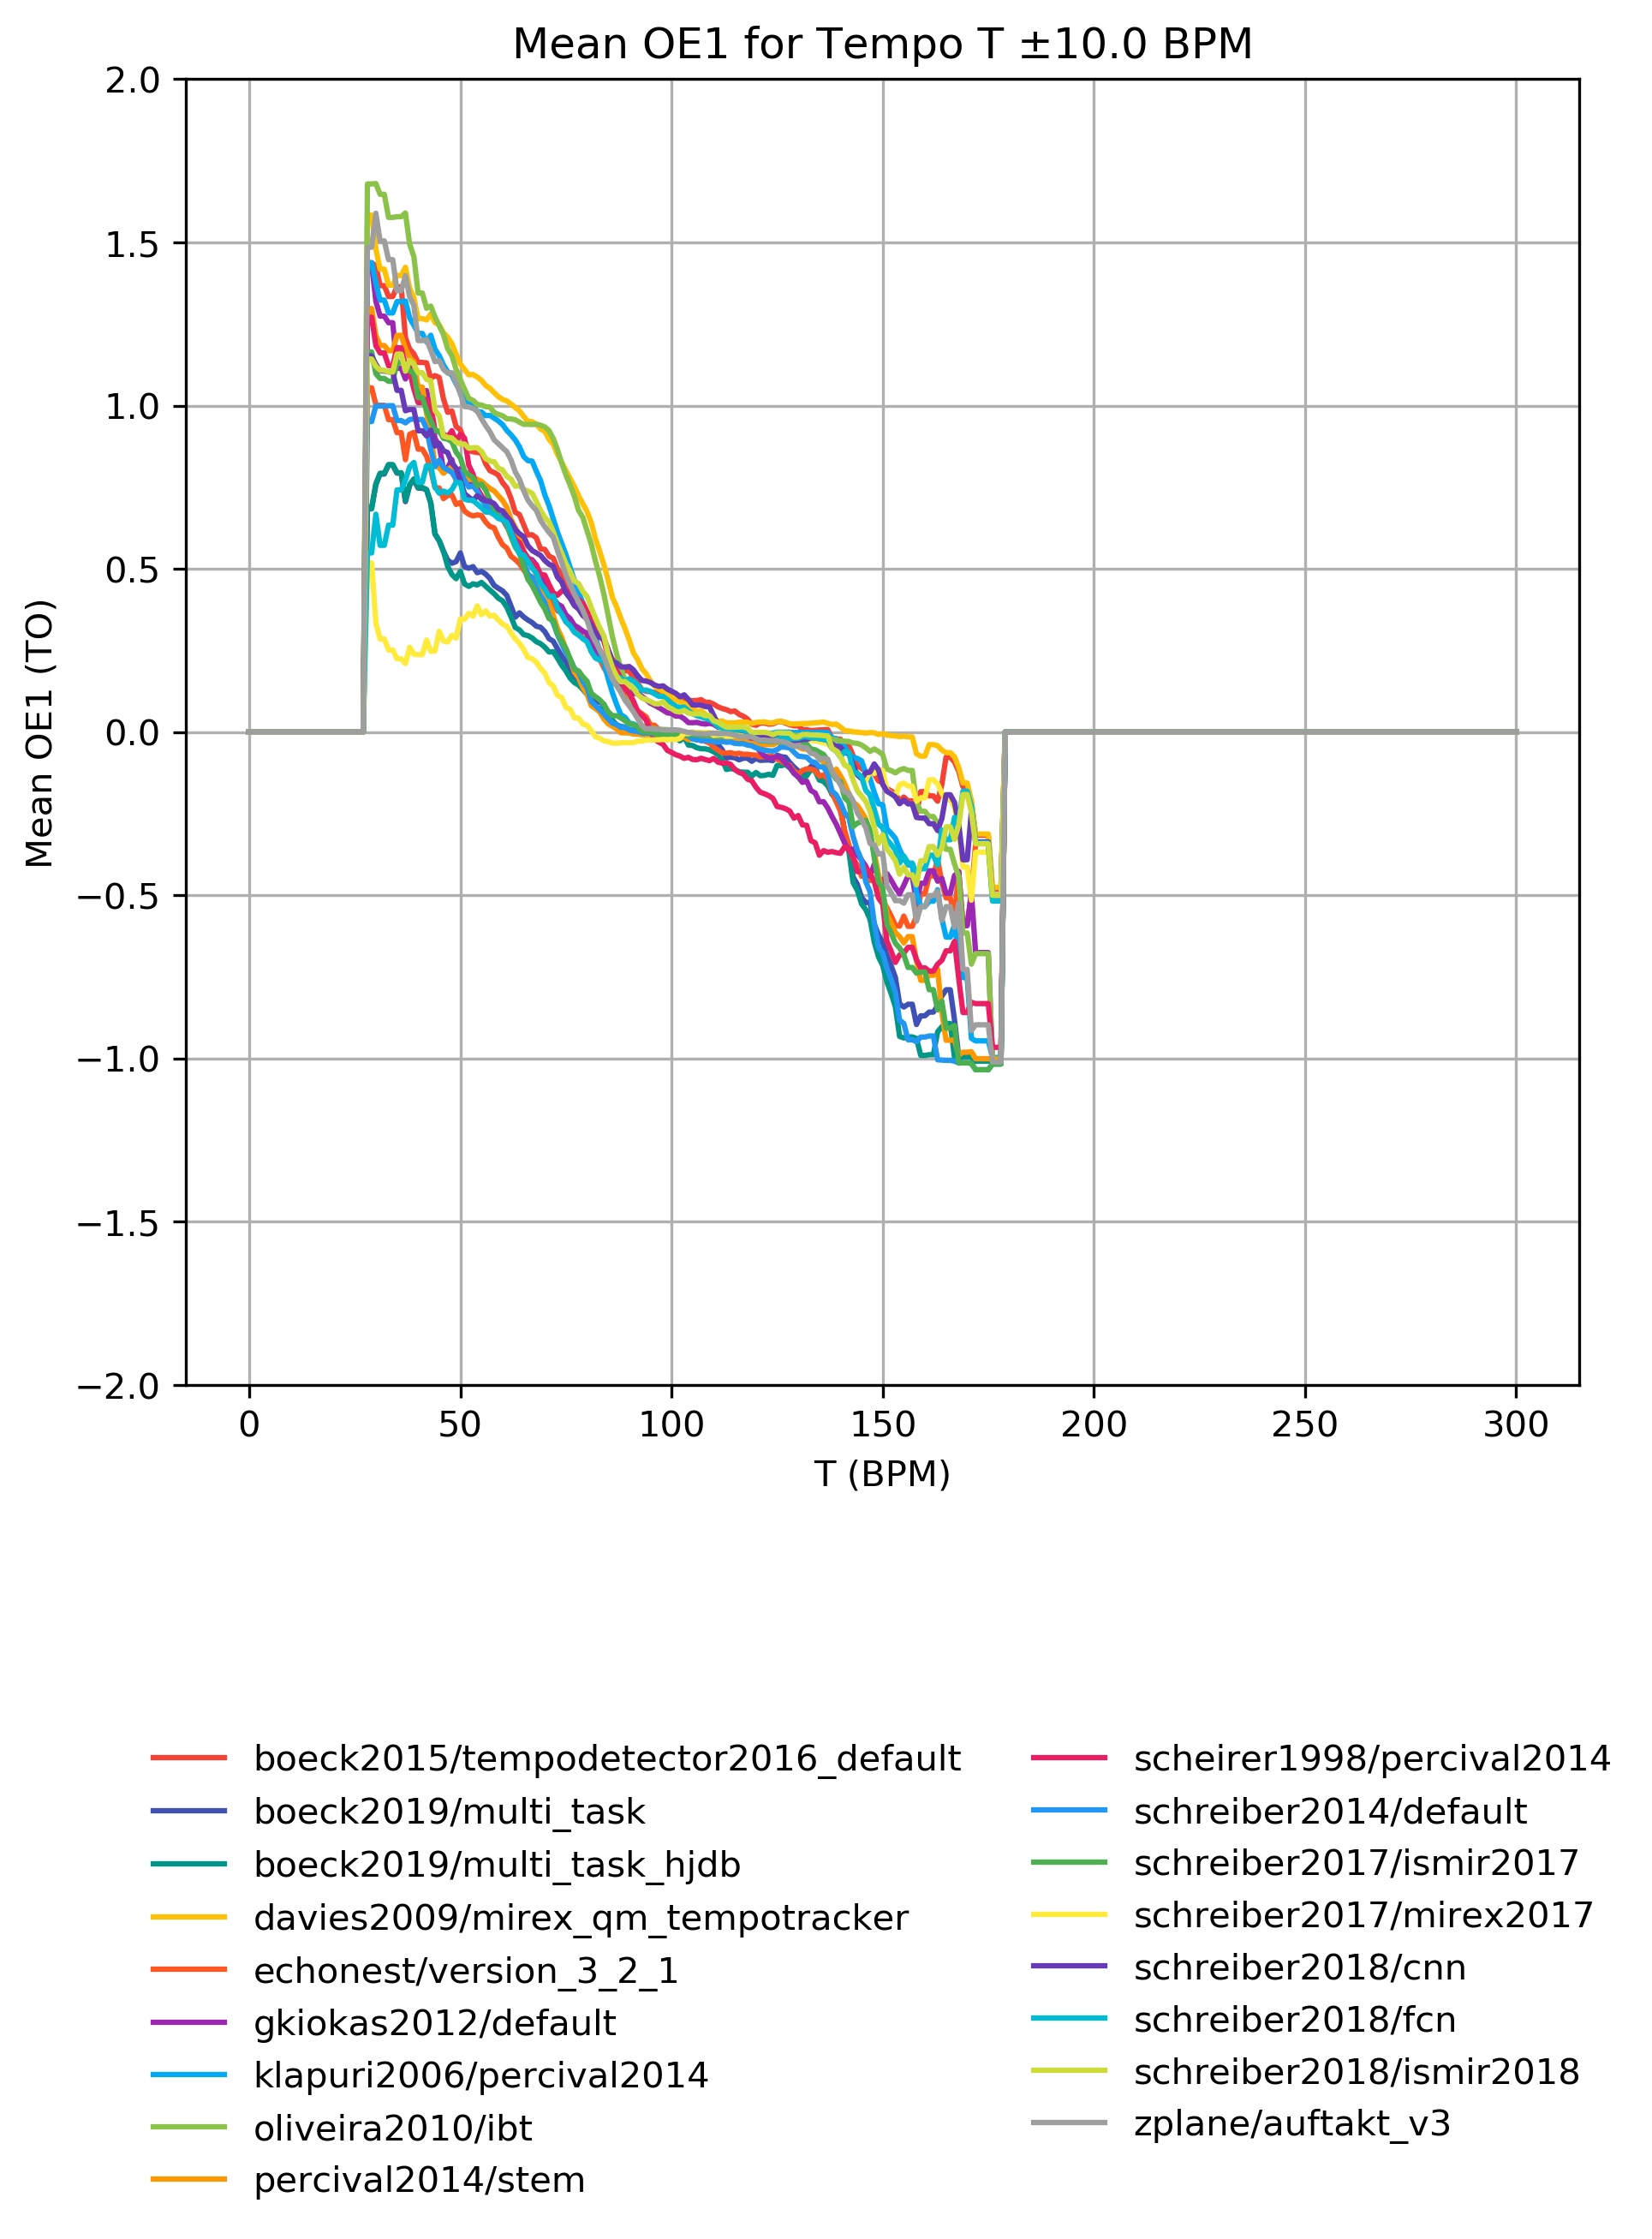 Mean OE1 for Tempo T ±10.0 BPM
2.0
1.5
1.0
0.5
0.0
−0.5
−1.0
−1.5
−2.0
Mean OE1 (TO)
0 50 100 150 200 250 300
T (BPM)
boeck2015/tempodetector2016_default
boeck2019/multi_task
boeck2019/multi_task_hjdb
davies2009/mirex_qm_tempotracker
echonest/version_3_2_1
gkiokas2012/default
klapuri2006/percival2014
oliveira2010/ibt
percival2014/stem
scheirer1998/percival2014
schreiber2014/default
schreiber2017/ismir2017
schreiber2017/mirex2017
schreiber2018/cnn
schreiber2018/fcn
schreiber2018/ismir2018
zplane/auftakt_v3